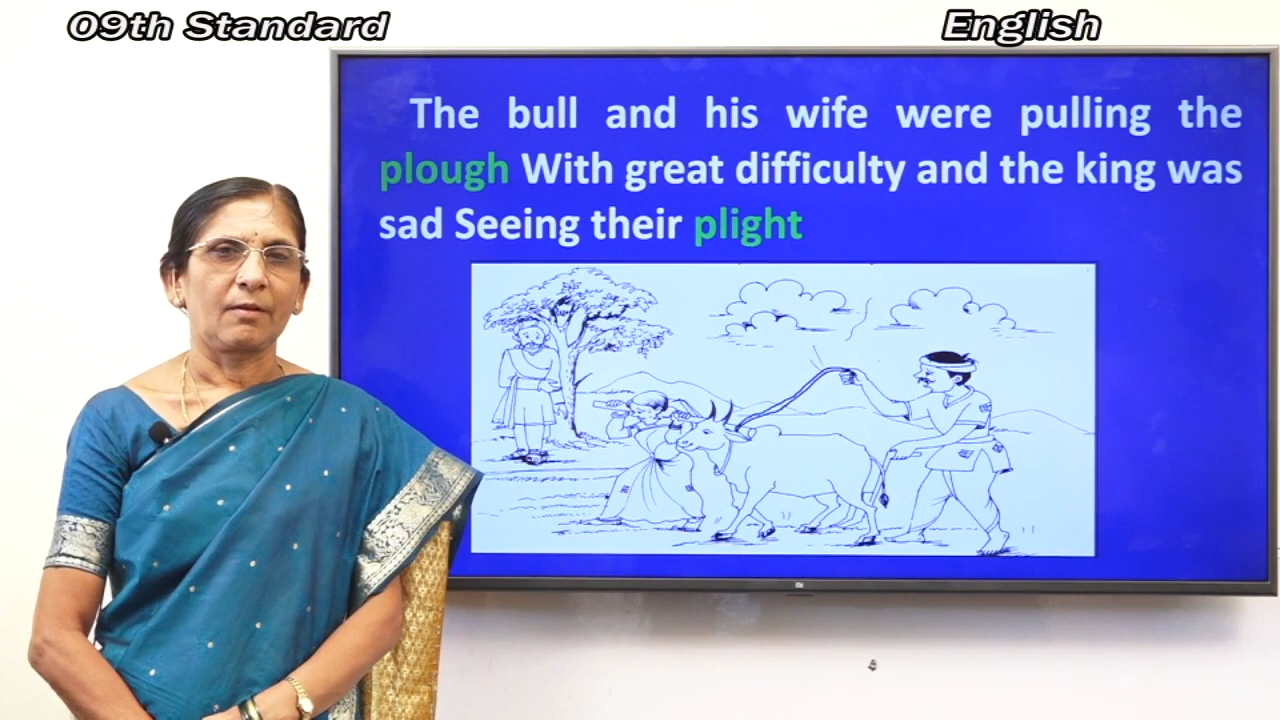 09th Standard
English
The bull and his wife were pulling the
plough With great difficulty and the king was
sad Seeing their plight